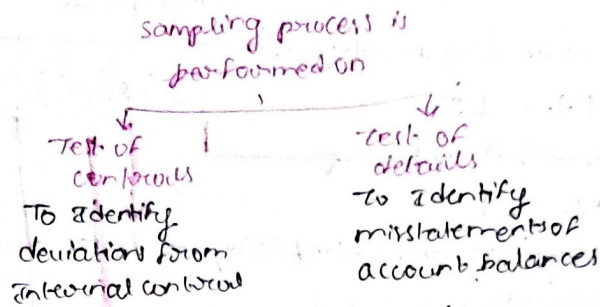 sampling process is
performed on
Test of
controls
To identify
deviations from
internal control
test of
details
to identify
misstatements of
account balances